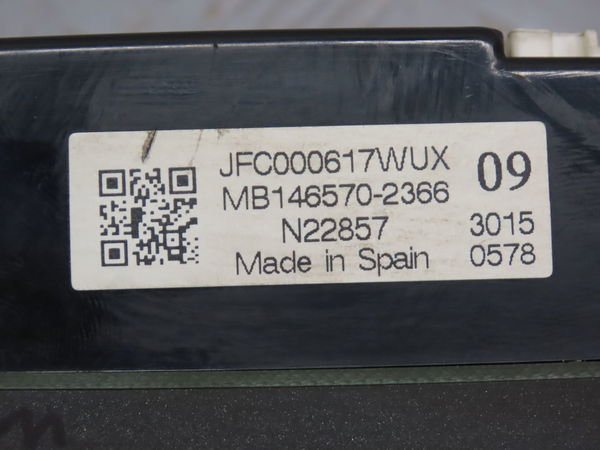 JFC000617WUX 09
MB146570-2366
N22857 3015
Made in Spain 0578